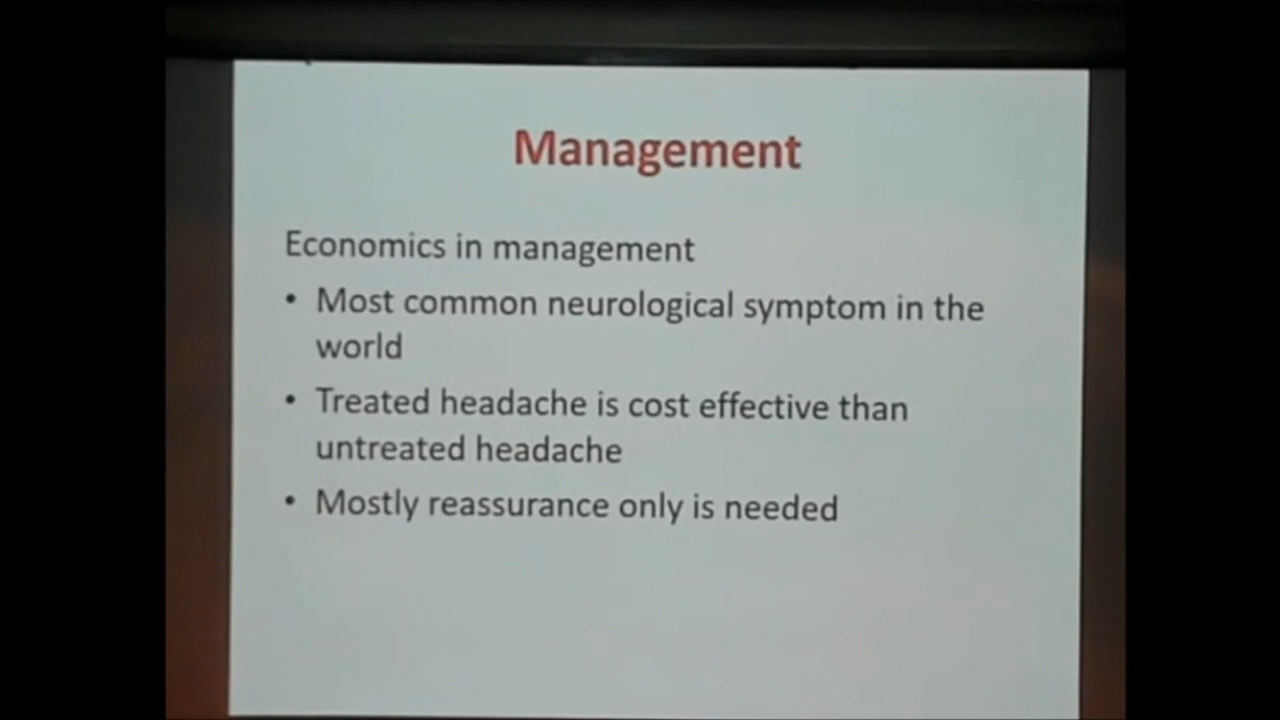 Management
Economics in management
• Most common neurological symptom in the
world
• Treated headache is cost effective than
untreated headache
• Mostly reassurance only is needed